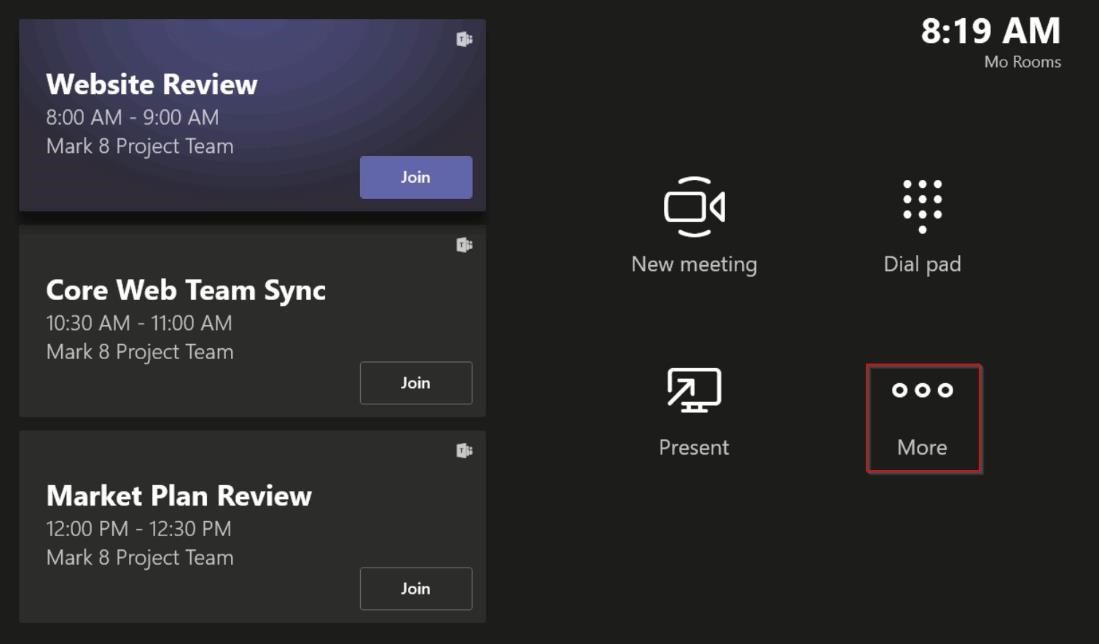 Website Review
8:00 AM - 9:00 AM
Mark 8 Project Team
Join
Core Web Team Sync
10:30 AM - 11:00 AM
Mark 8 Project Team
Join
Market Plan Review
12:00 PM - 12:30 PM
Mark 8 Project Team
Join
8:19 AM
Mo Rooms
New meeting
Dial pad
Present
More